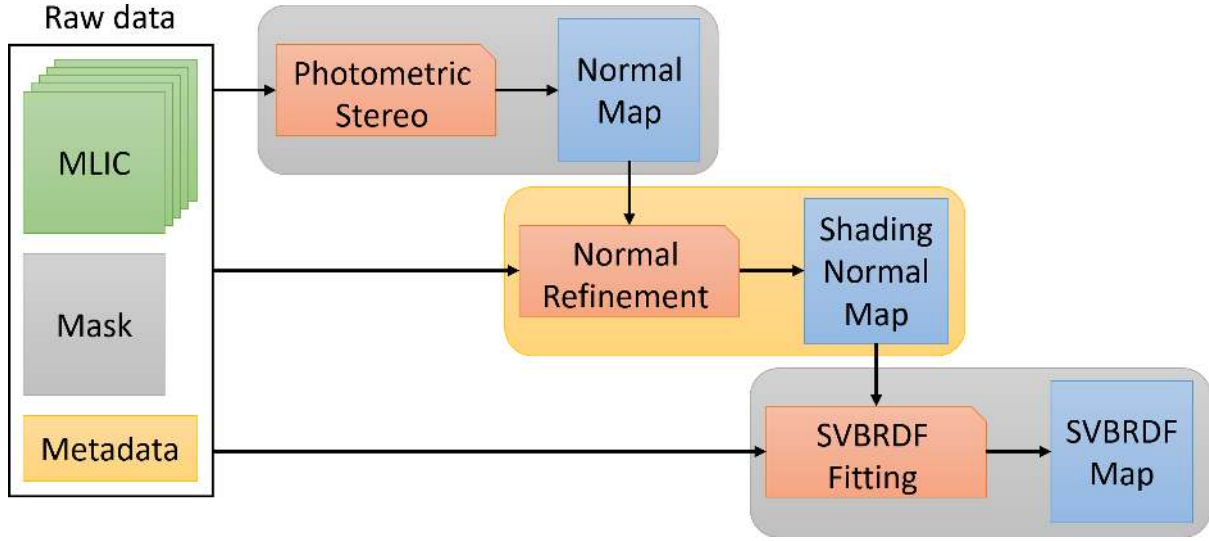 Raw data
MLIC
Mask
Metadata
Photometric
Stereo
Normal
Map
Normal
Refinement
Shading
Normal
Map
SVBRDF
Fitting
SVBRDF
Map